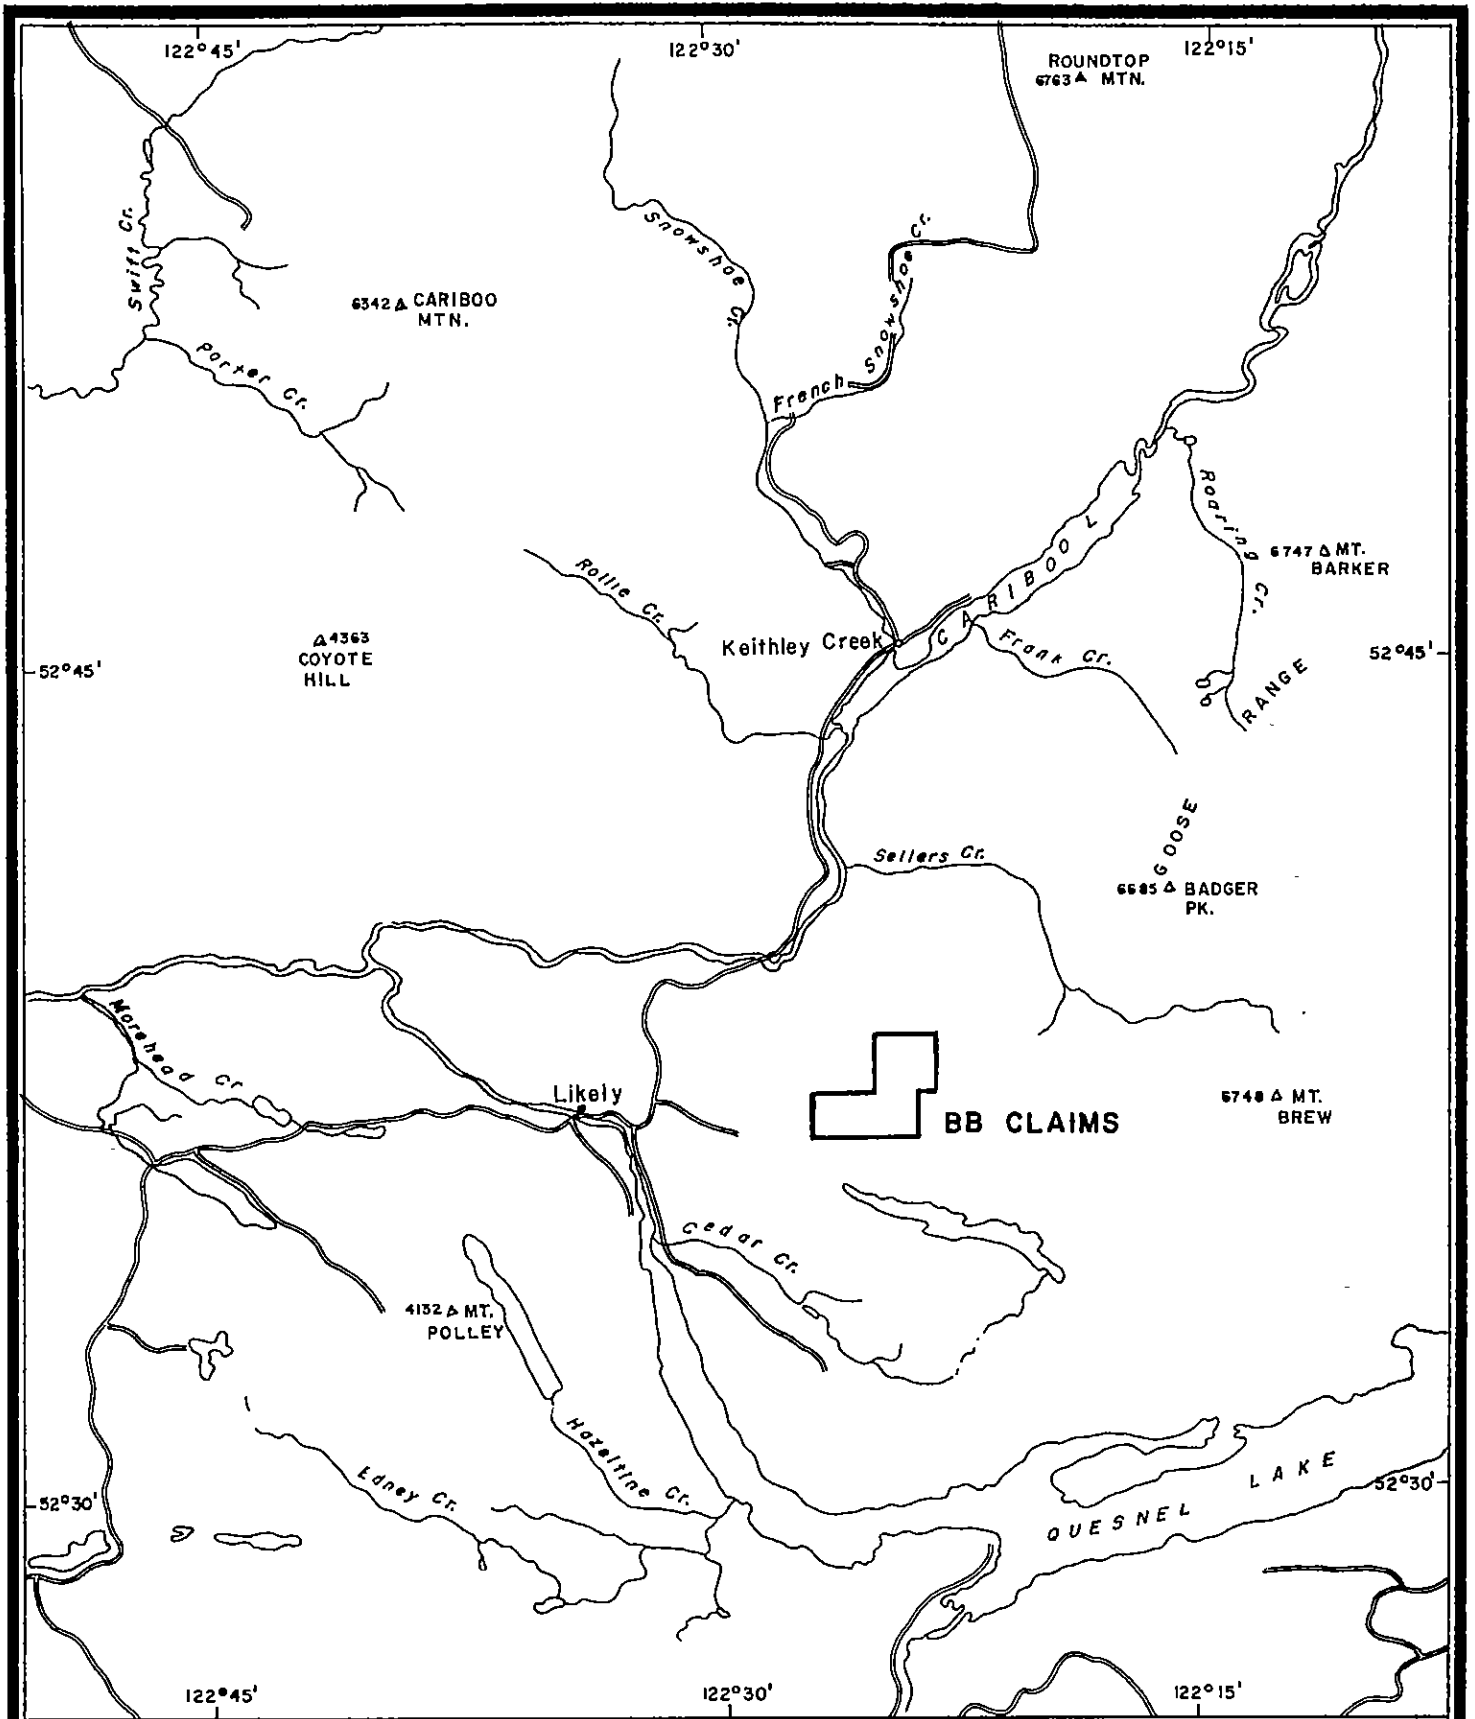 122°45'
122°30'
122°15'
ROUNDTOP
6763 MTN.
Swift Cr.
Snowshoe Cr.
French Snowshoe Cr.
6342 CARIBOO
MTN.
Porter Cr.
Roaring Cr.
6747 MT.
BARKER
CARIBOO L
Rollie Cr.
Keithley Creek
Frank Cr.
4363
COYOTE
HILL
52°45'
52°45'
GOOSE RANGE
Sellers Cr.
6685 BADGER
PK.
Morehead Cr
Likely
BB CLAIMS
6748 MT.
BREW
Cedar Cr.
4132 MT.
POLLEY
Hazeltine Cr.
Edney Cr.
52°30'
QUESNEL LAKE
52°30'
122°45'
122°30'
122°15'